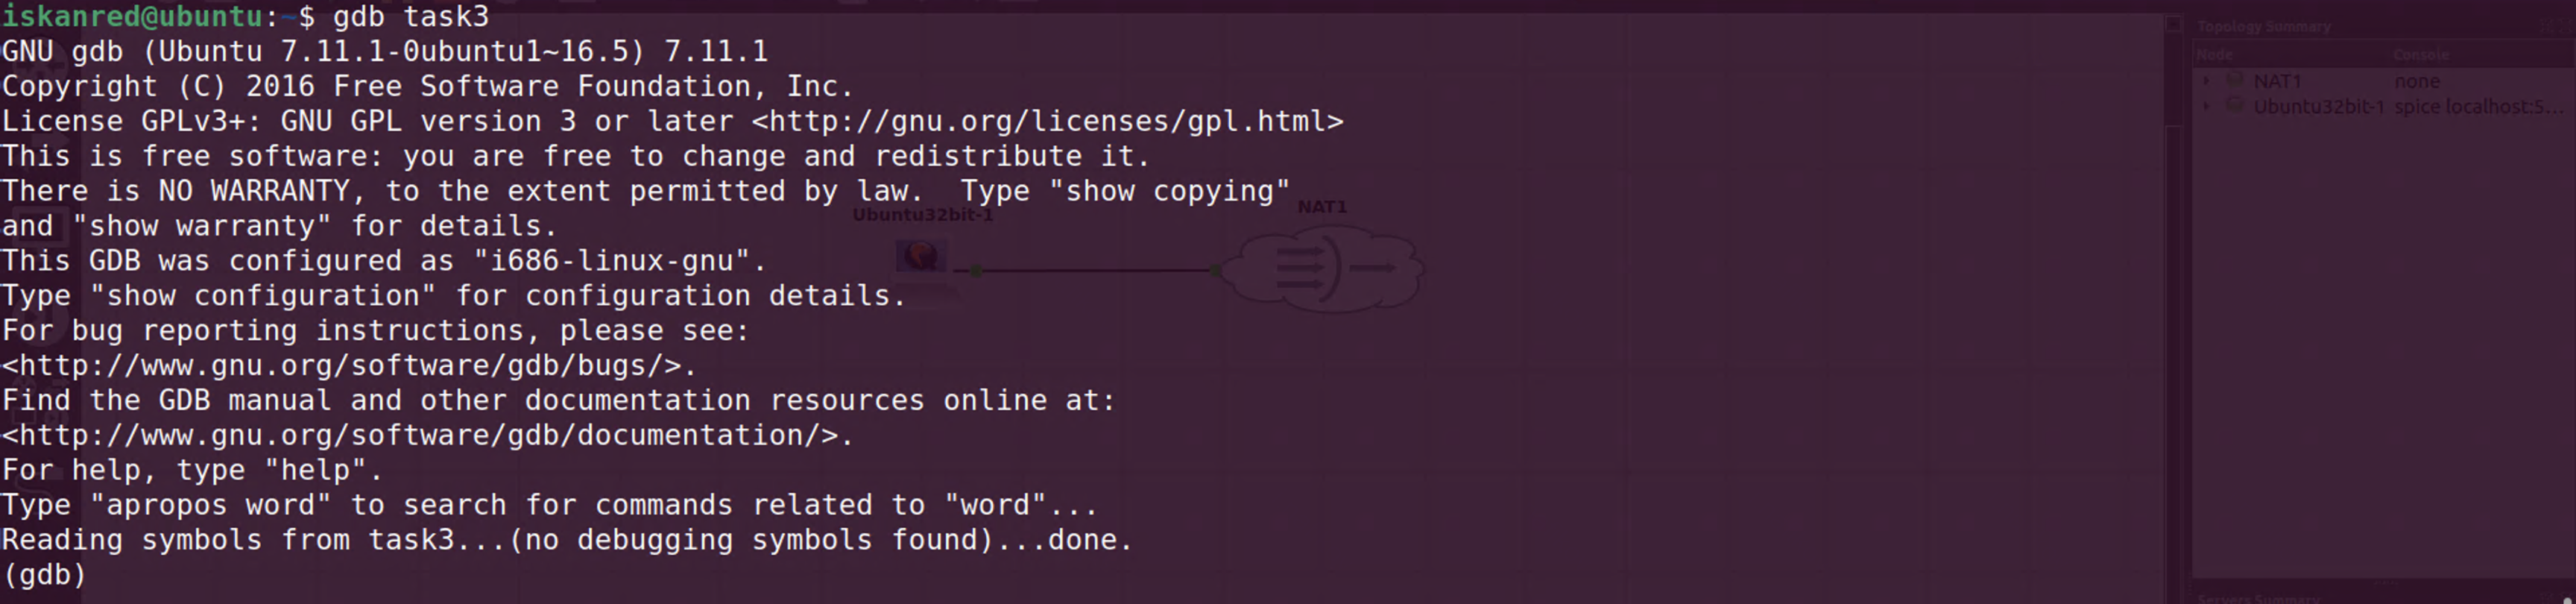 iskanred@ubuntu:~$ gdb task3
GNU gdb (Ubuntu 7.11.1-0ubuntu1~16.5) 7.11.1
Copyright (C) 2016 Free Software Foundation, Inc.
License GPLv3+: GNU GPL version 3 or later <http://gnu.org/licenses/gpl.html>
This is free software: you are free to change and redistribute it.
There is NO WARRANTY, to the extent permitted by law.  Type "show copying"
and "show warranty" for details.
This GDB was configured as "i686-linux-gnu".
Type "show configuration" for configuration details.
For bug reporting instructions, please see:
<http://www.gnu.org/software/gdb/bugs/>.
Find the GDB manual and other documentation resources online at:
<http://www.gnu.org/software/gdb/documentation/>.
For help, type "help".
Type "apropos word" to search for commands related to "word"...
Reading symbols from task3...(no debugging symbols found)...done.
(gdb)
Ubuntu32bit-1
NAT1
Topology Summary
Node Console
NAT1 none
Ubuntu32bit-1 spice localhost:5...
Servers Summary